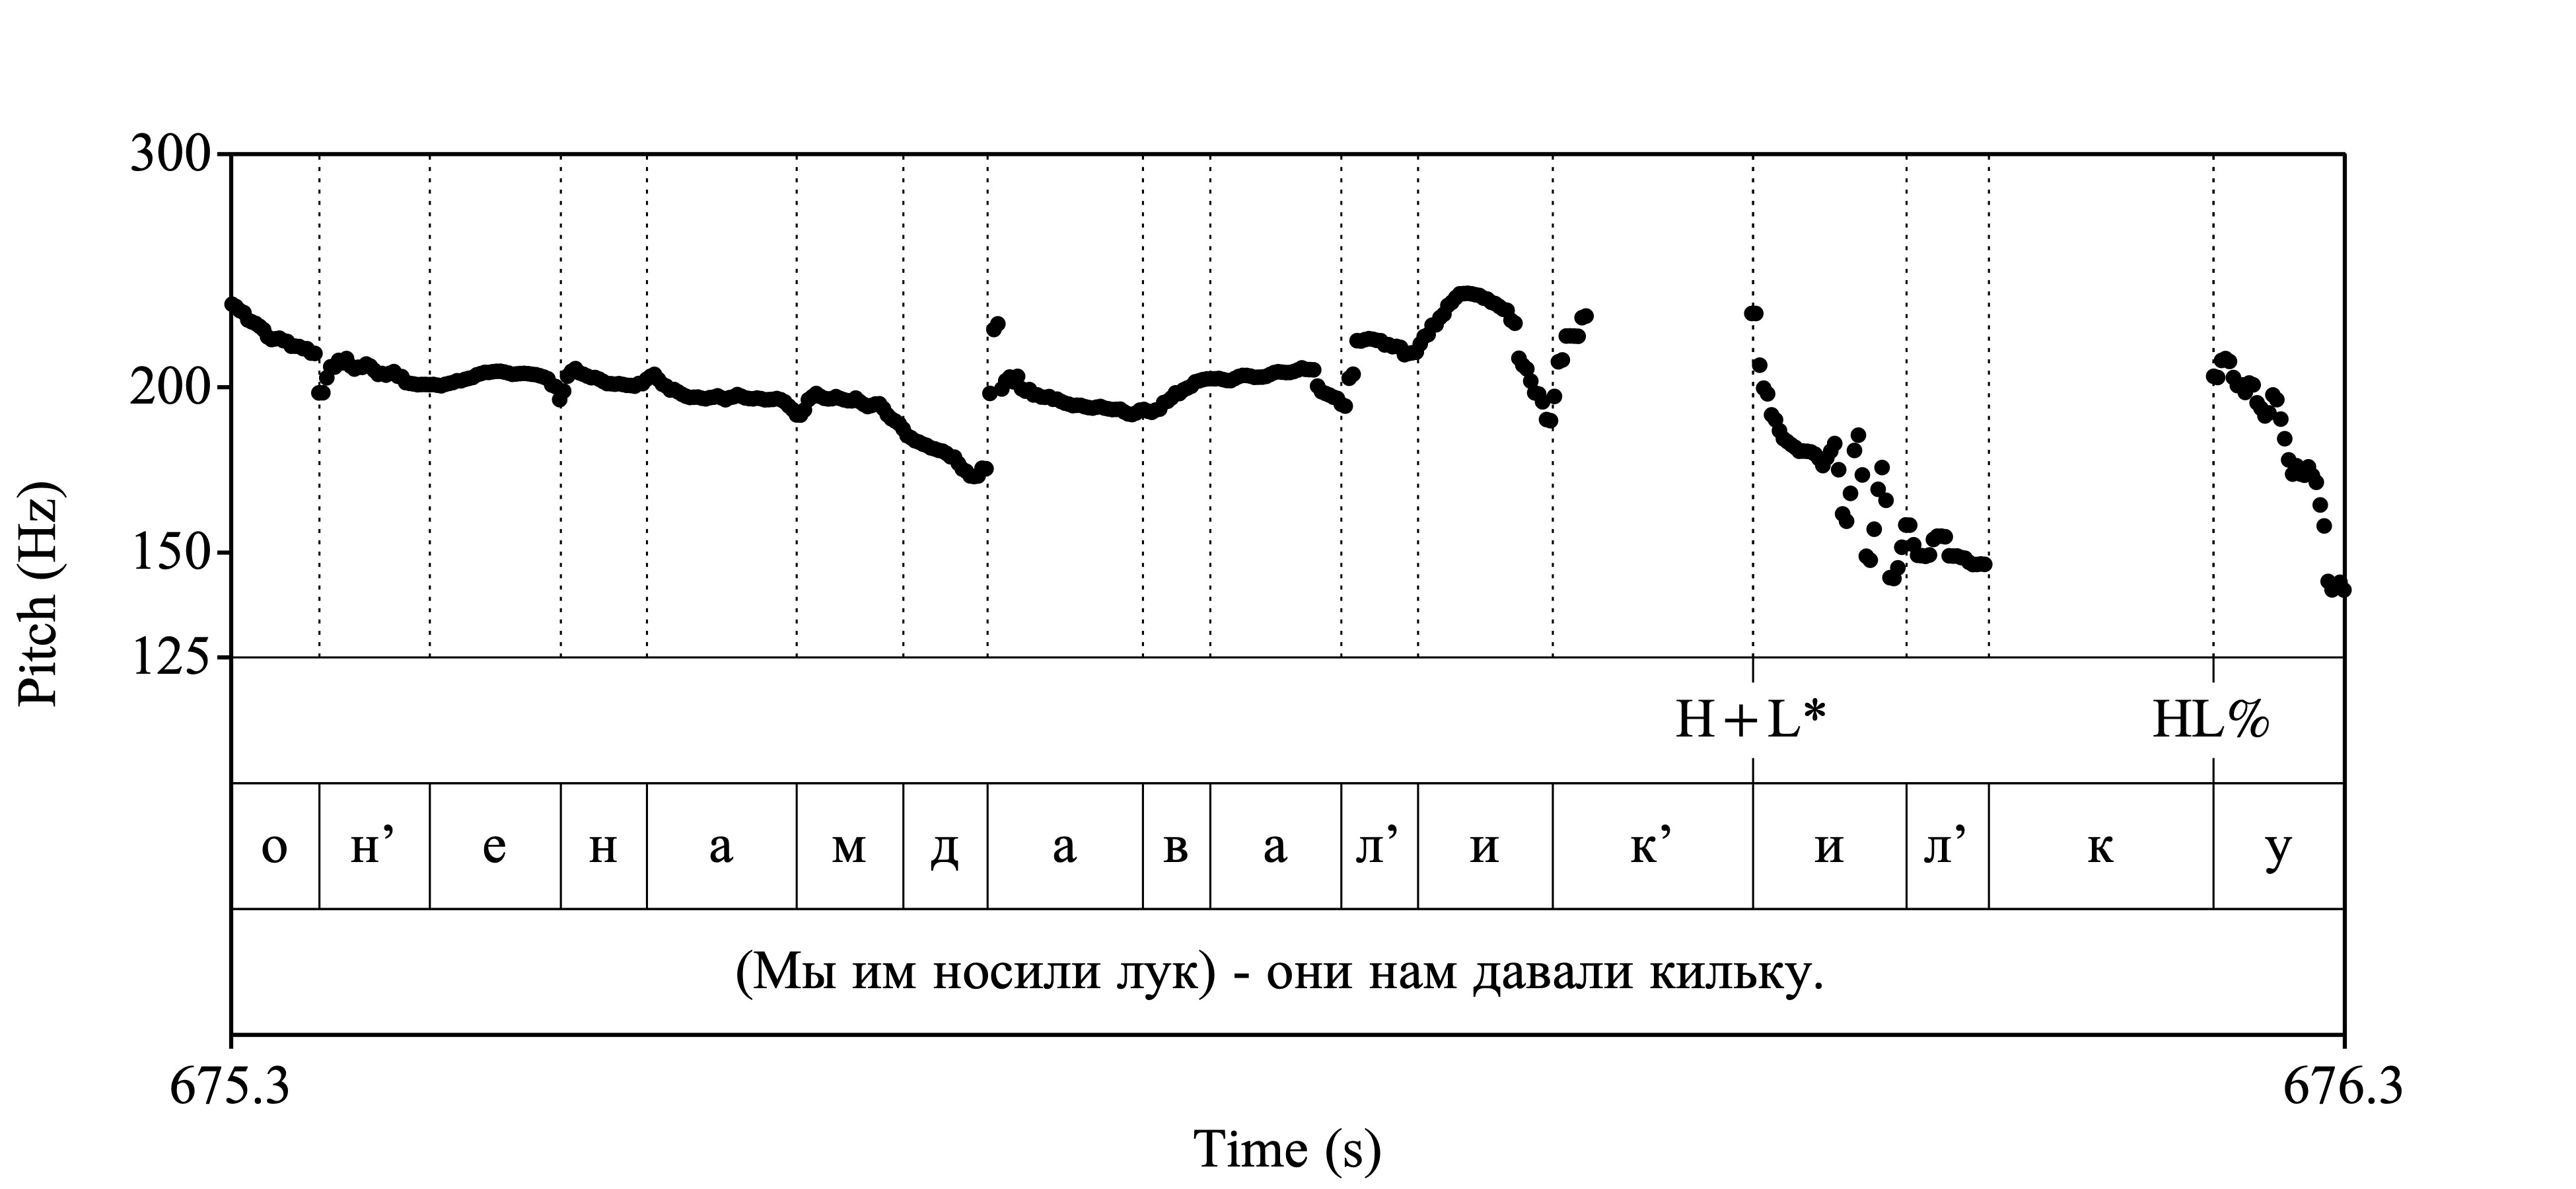 300
200
150
125
Pitch (Hz)
H+L* HL%
о н’ е н а м д а в а л’ и к’ и л’ к у
(Мы им носили лук) - они нам давали кильку.
675.3 676.3
Time (s)